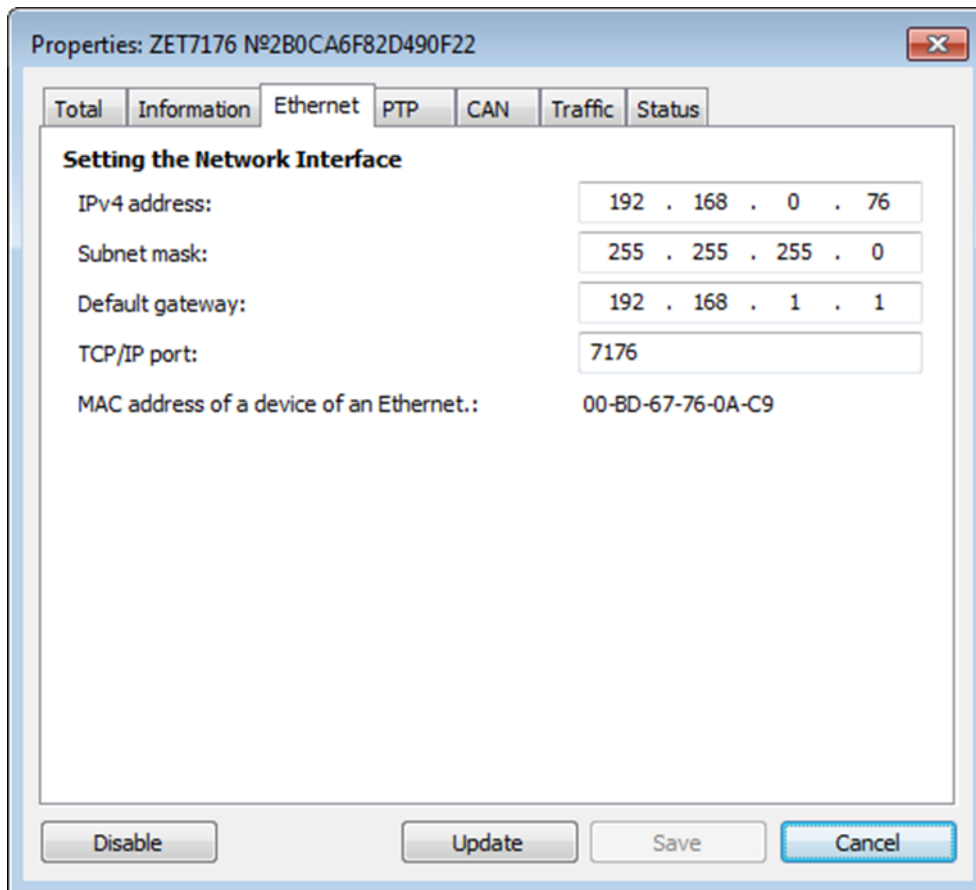 Properties: ZET7176 №2B0CA6F82D490F22
Total Information Ethernet PTP CAN Traffic Status
Setting the Network Interface
IPv4 address: 192 . 168 . 0 . 76
Subnet mask: 255 . 255 . 255 . 0
Default gateway: 192 . 168 . 1 . 1
TCP/IP port: 7176
MAC address of a device of an Ethernet.: 00-BD-67-76-0A-C9
Disable Update Save Cancel